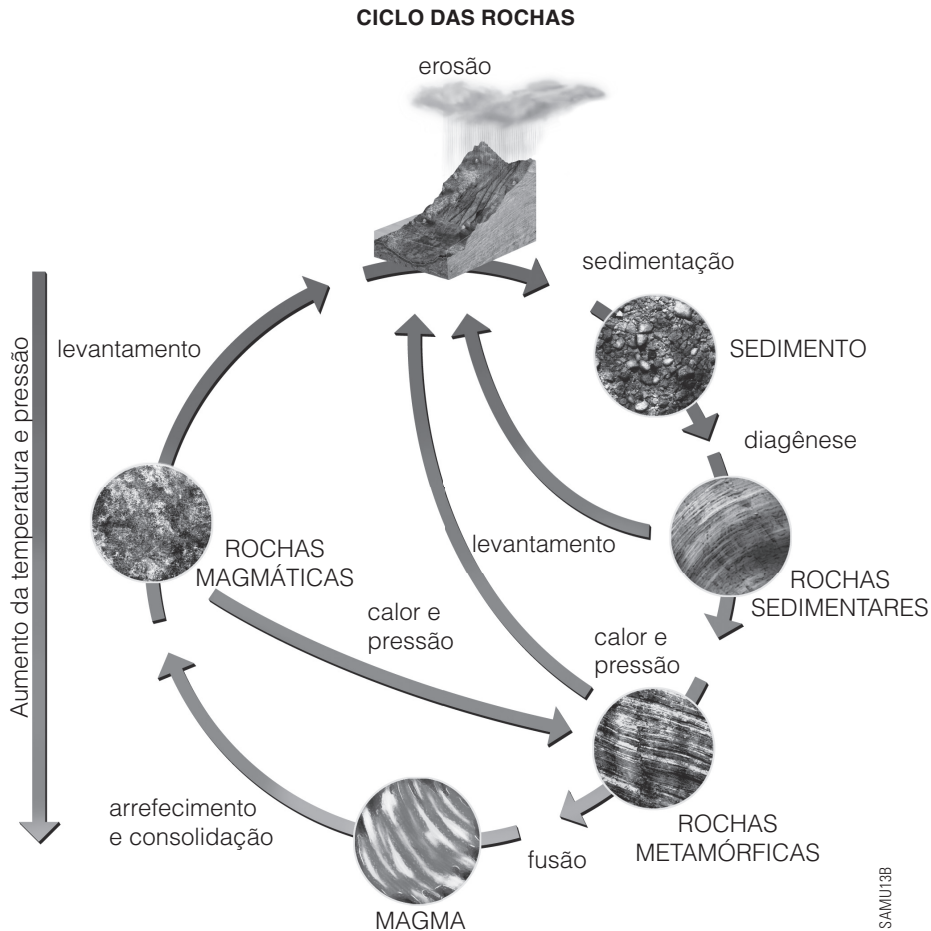 CICLO DAS ROCHAS
erosão
sedimentação
SEDIMENTO
diagênese
ROCHAS
SEDIMENTARES
levantamento
levantamento
ROCHAS
MAGMÁTICAS
calor e
pressão
calor e
pressão
ROCHAS
METAMÓRFICAS
fusão
MAGMA
arrefecimento
e consolidação
Aumento da temperatura e pressão
SAMU13B